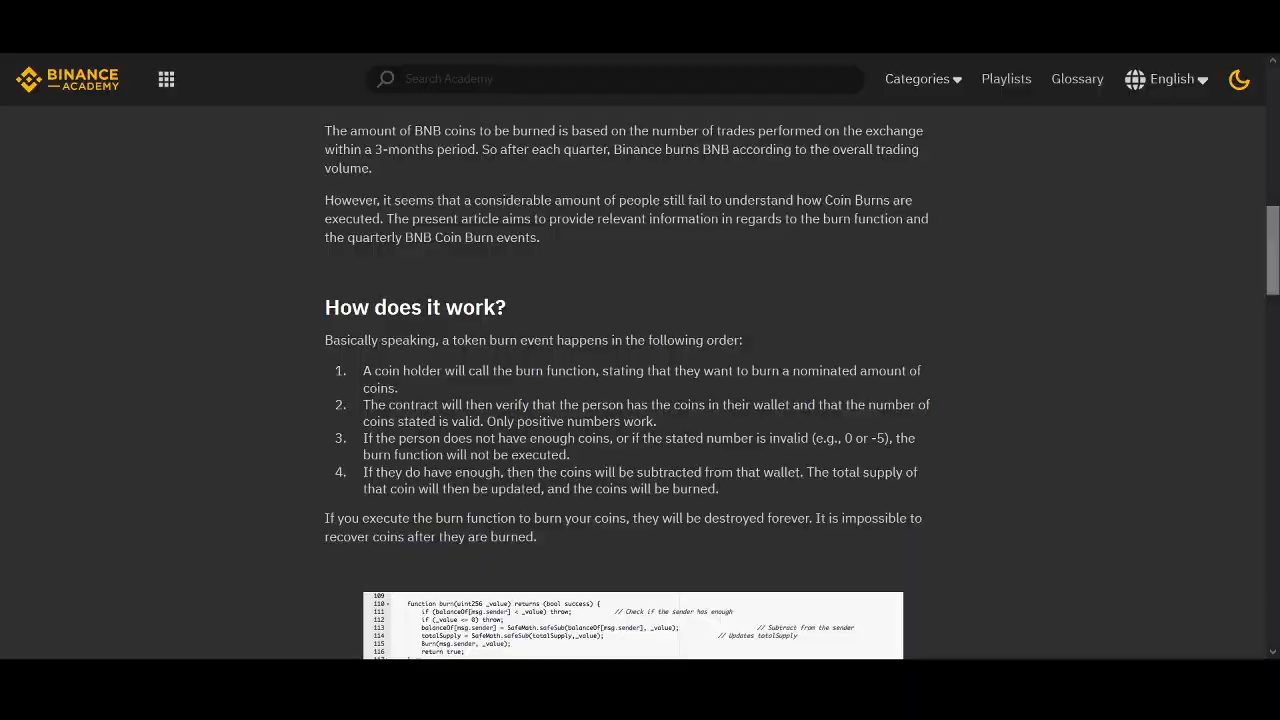 BINANCE
ACADEMY
Search Academy
Categories
Playlists
Glossary
English
The amount of BNB coins to be burned is based on the number of trades performed on the exchange
within a 3-months period. So after each quarter, Binance burns BNB according to the overall trading
volume.
However, it seems that a considerable amount of people still fail to understand how Coin Burns are
executed. The present article aims to provide relevant information in regards to the burn function and
the quarterly BNB Coin Burn events.
How does it work?
Basically speaking, a token burn event happens in the following order:
1. A coin holder will call the burn function, stating that they want to burn a nominated amount of
coins.
2. The contract will then verify that the person has the coins in their wallet and that the number of
coins stated is valid. Only positive numbers work.
3. If the person does not have enough coins, or if the stated number is invalid (e.g., 0 or -5), the
burn function will not be executed.
4. If they do have enough, then the coins will be subtracted from that wallet. The total supply of
that coin will then be updated, and the coins will be burned.
If you execute the burn function to burn your coins, they will be destroyed forever. It is impossible to
recover coins after they are burned.
109
110 function burn(uint256 _value) returns (bool success) {
111 if (balanceOf[msg.sender] < _value) throw; // Check if the sender has enough
112 if (_value <= 0) throw;
113 balanceOf[msg.sender] = SafeMath.safeSub(balanceOf[msg.sender], _value); // Subtract from the sender
114 totalSupply = SafeMath.safeSub(totalSupply,_value); // Updates totalSupply
115 Burn(msg.sender, _value);
116 return true;